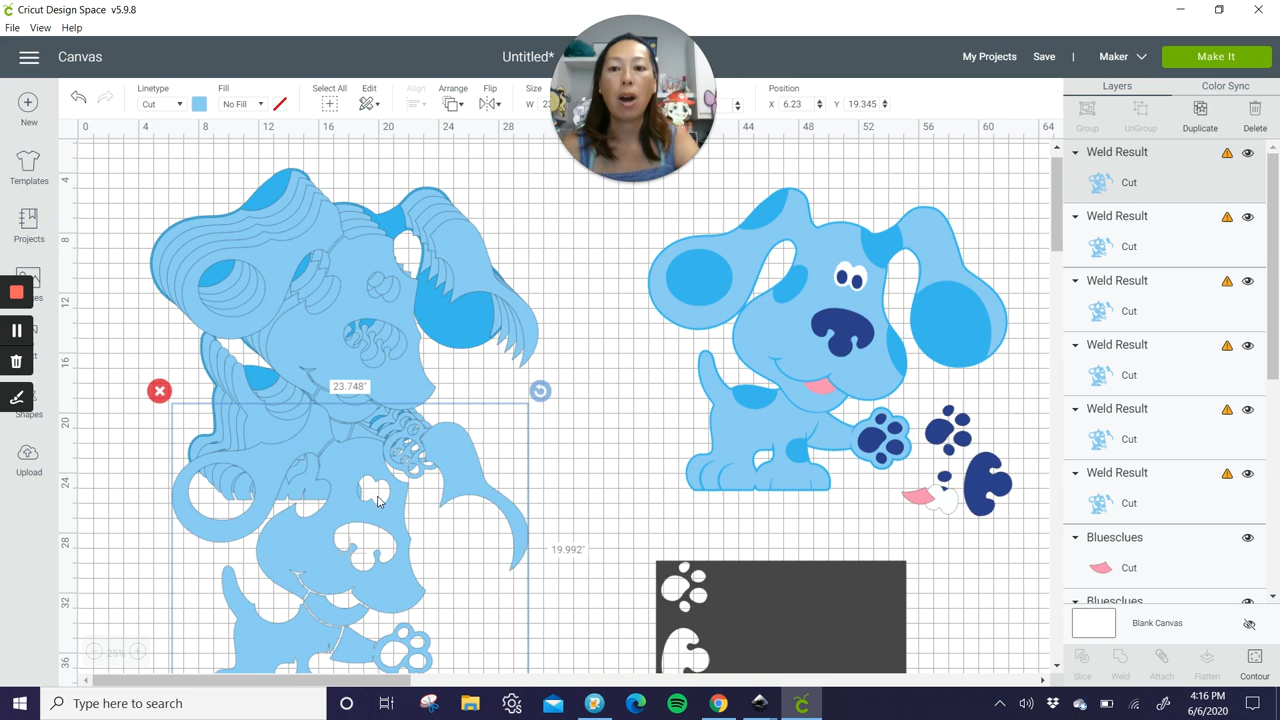 Cricut Design Space v5.9.8
File View Help
Canvas
Untitled*
My Projects Save | Maker Make It
Linetype
Cut
Fill
No Fill
Select All
Edit
Align
Arrange
Flip
Size
W
Position
X 6.23
Y 19.345
Layers
Color Sync
Group
UnGroup
Duplicate
Delete
New
Templates
Projects
Shapes
Upload
0 4 8 12 16 20 24 28 44 48 52 56 60 64
4
8
12
16
20
24
28
32
36
23.748"
19.992"
25%
Weld Result
Cut
Weld Result
Cut
Weld Result
Cut
Weld Result
Cut
Weld Result
Cut
Weld Result
Cut
Bluesclues
Cut
Bluesclues
Blank Canvas
Slice
Weld
Attach
Flatten
Contour
Type here to search
4:16 PM
6/6/2020